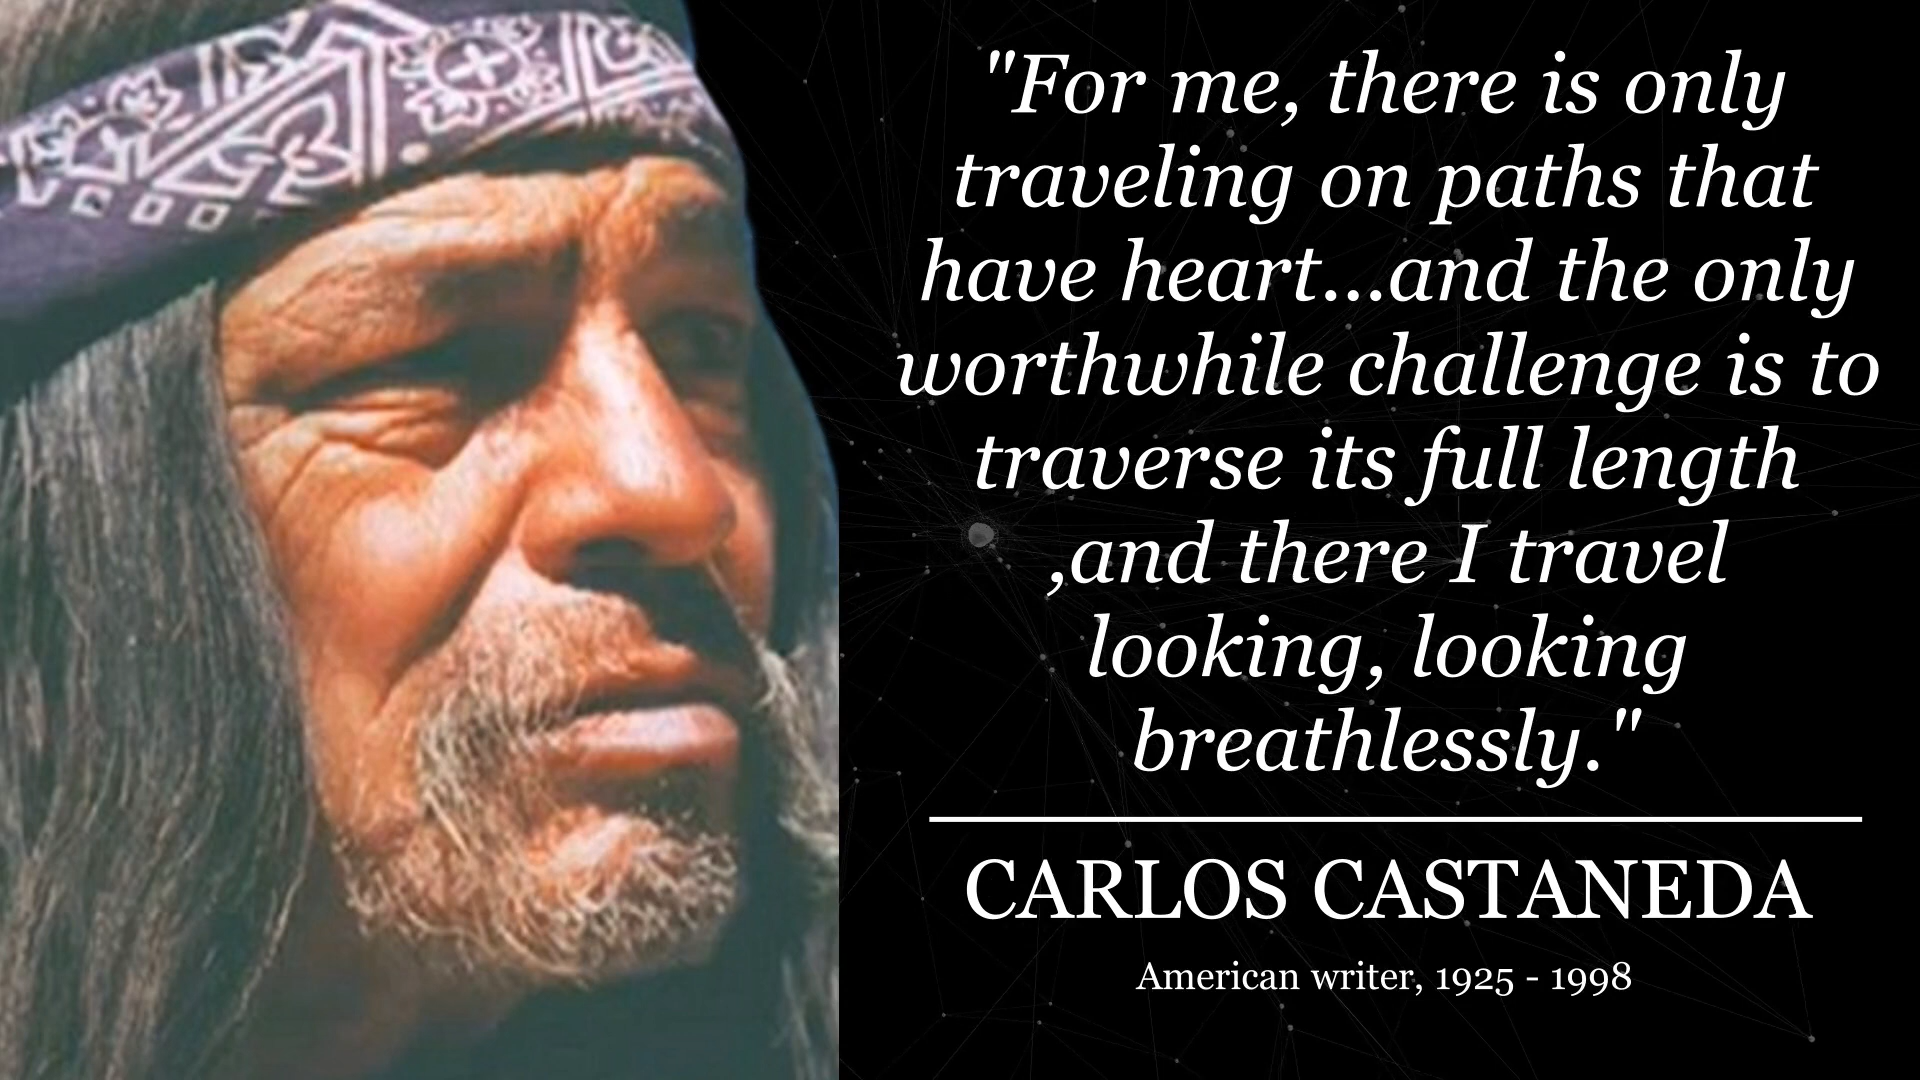 "For me, there is only
traveling on paths that
have heart...and the only
worthwhile challenge is to
traverse its full length
,and there I travel
looking, looking
breathlessly."
CARLOS CASTANEDA
American writer, 1925 - 1998